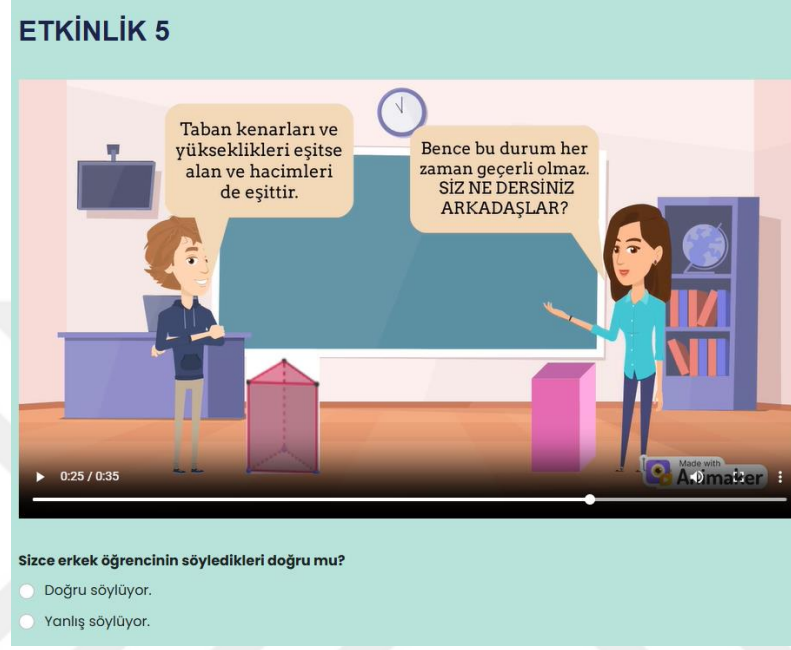 ETKİNLİK 5
Taban kenarları ve
yükseklikleri eşitse
alan ve hacimleri
de eşittir.
Bence bu durum her
zaman geçerli olmaz.
SİZ NE DERSİNİZ
ARKADAŞLAR?
0:25 / 0:35
Made with
Animaker
Sizce erkek öğrencinin söyledikleri doğru mu?
Doğru söylüyor.
Yanlış söylüyor.